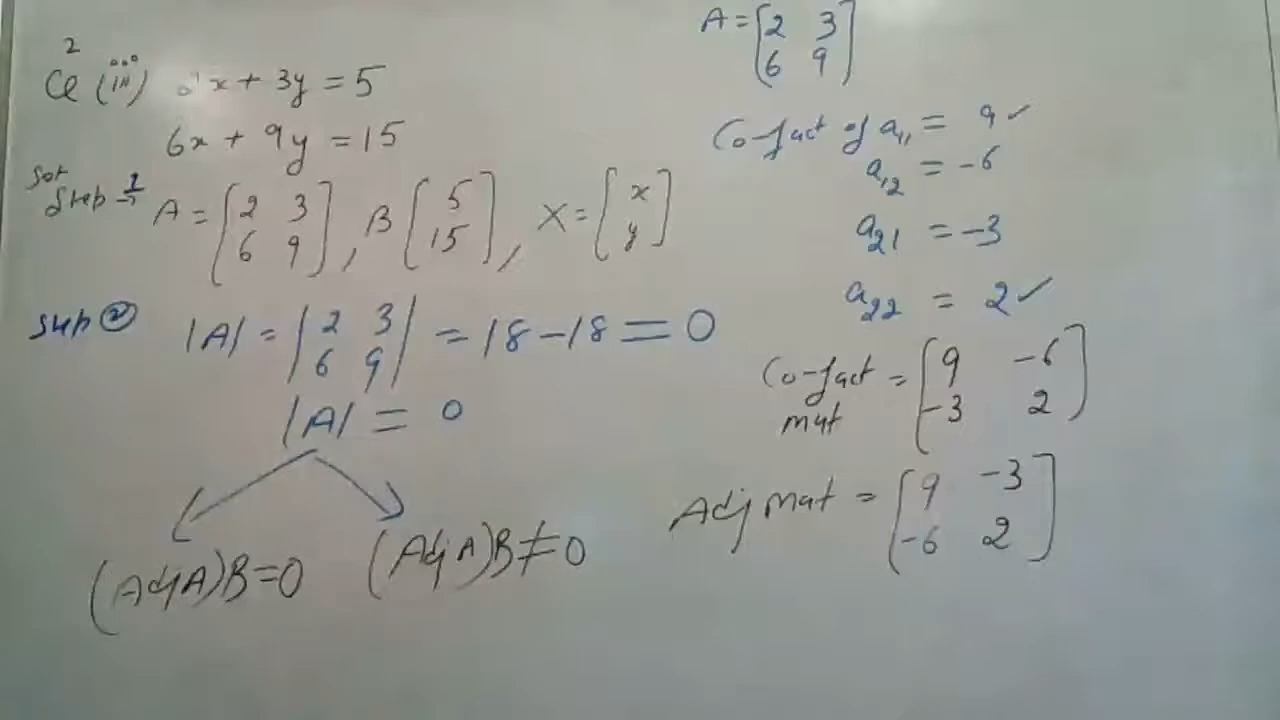 2
Q (iii) 2x + 3y = 5
6x + 9y = 15
Sol
Step-1 A = [2 3
6 9], B [5
15], X = [x
y]
Step ② |A| = |2 3
6 9| = 18 - 18 = 0
|A| = 0
(Adj A)B = 0 (Adj A)B ≠ 0
A = [2 3
6 9]
Co-fact of a₁₁ = 9 ✓
a₁₂ = -6
a₂₁ = -3
a₂₂ = 2 ✓
Co-fact = [9 -6
mat -3 2]
Adj mat = [9 -3
-6 2]